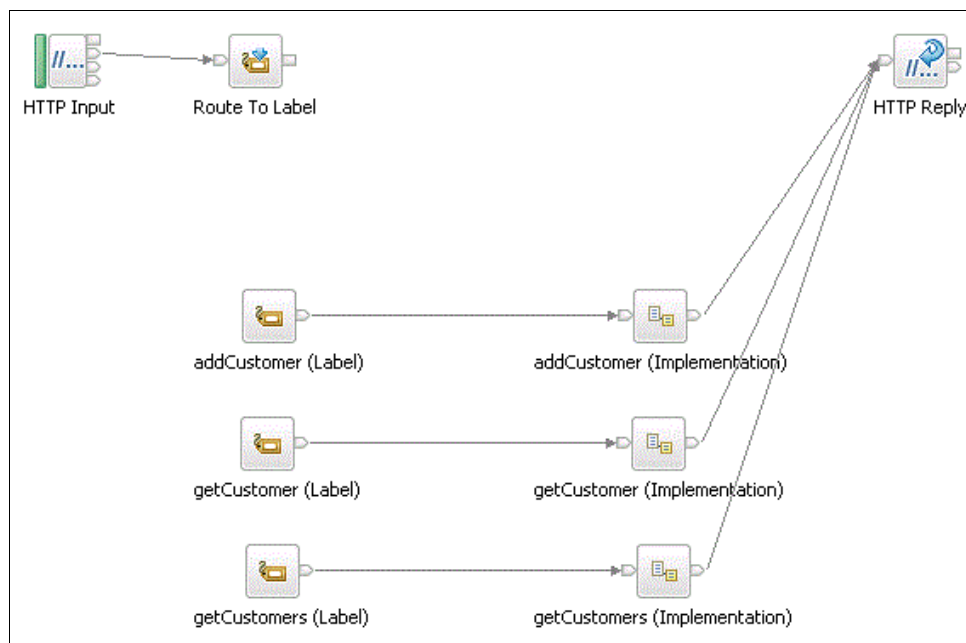 //...
//...
HTTP Input
Route To Label
HTTP Reply
addCustomer (Label)
addCustomer (Implementation)
getCustomer (Label)
getCustomer (Implementation)
getCustomers (Label)
getCustomers (Implementation)